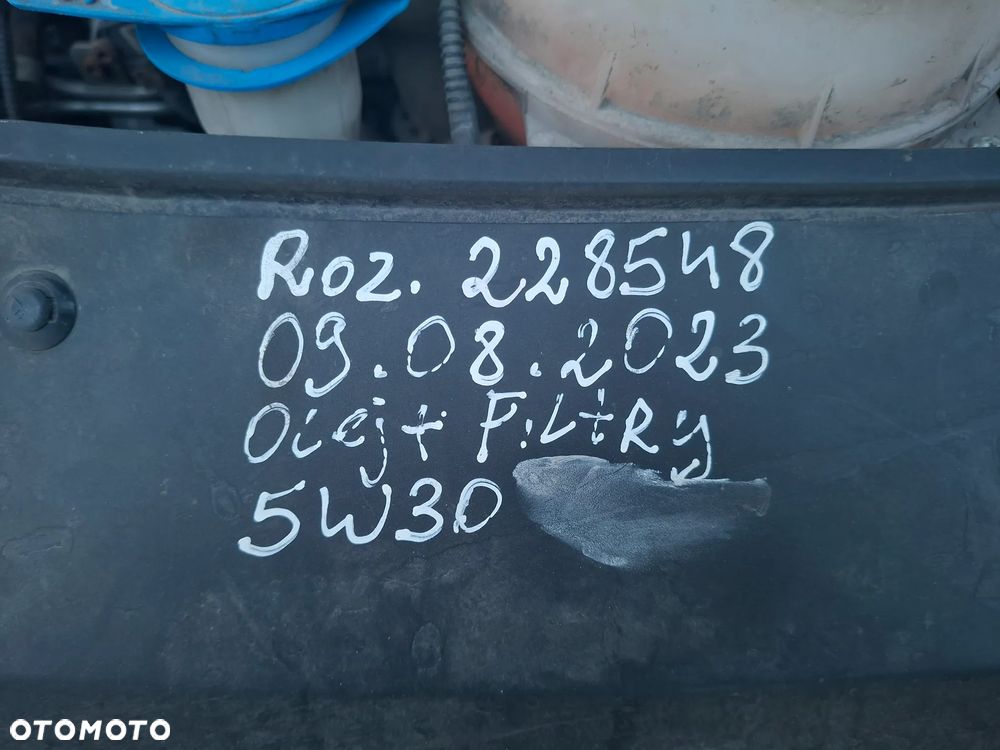 Roz. 228548
09.08.2023
Olej + Filtry
5W30
OTOMOTO